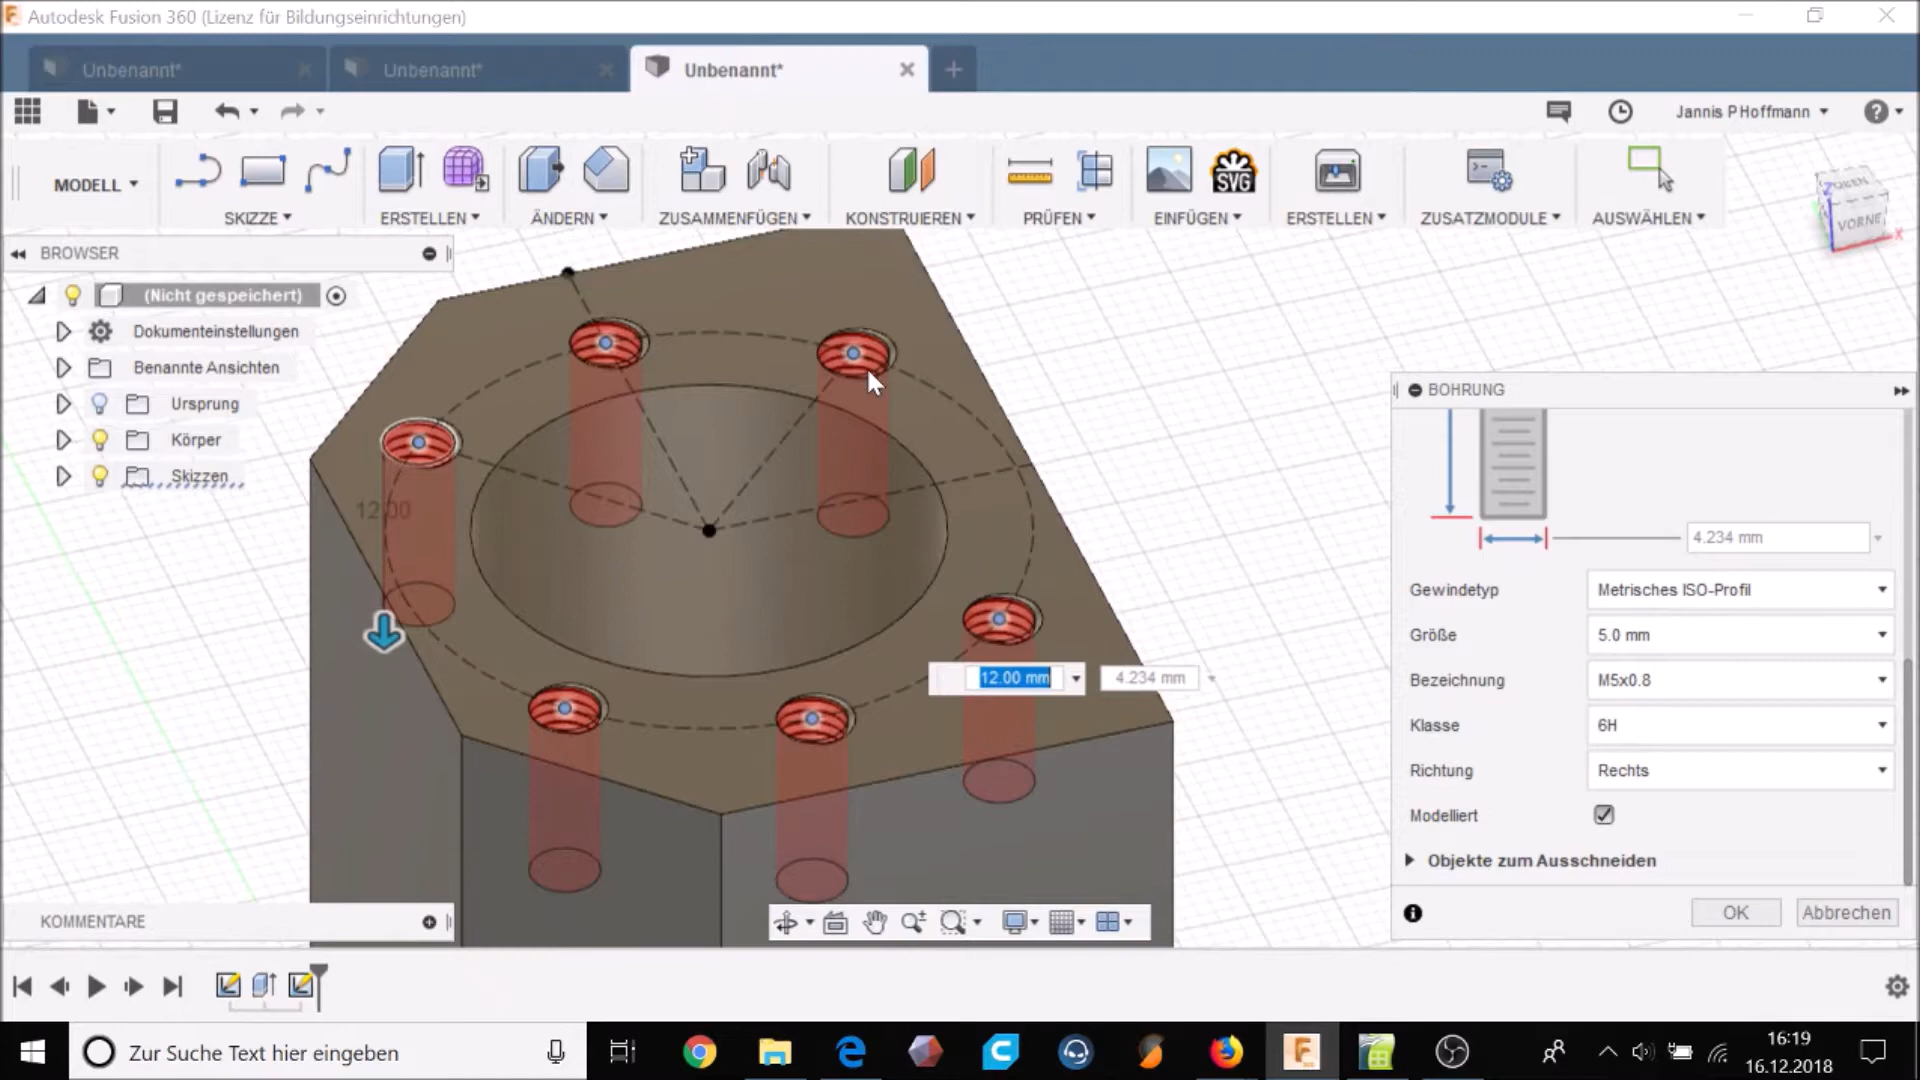 Autodesk Fusion 360 (Lizenz für Bildungseinrichtungen)
Unbenannt*
Unbenannt*
Unbenannt*
Jannis P Hoffmann
MODELL
SVG
SKIZZE
ERSTELLEN
ÄNDERN
ZUSAMMENFÜGEN
KONSTRUIEREN
PRÜFEN
EINFÜGEN
ERSTELLEN
ZUSATZMODULE
AUSWÄHLEN
OBEN
VORNE
Z
X
BROWSER
(Nicht gespeichert)
Dokumenteinstellungen
Benannte Ansichten
Ursprung
Körper
Skizzen
12.00
12.00 mm
4.234 mm
BOHRUNG
4.234 mm
Gewindetyp Metrisches ISO-Profil
Größe 5.0 mm
Bezeichnung M5x0.8
Klasse 6H
Richtung Rechts
Modelliert
Objekte zum Ausschneiden
OK Abbrechen
KOMMENTARE
Zur Suche Text hier eingeben
16:19
16.12.2018